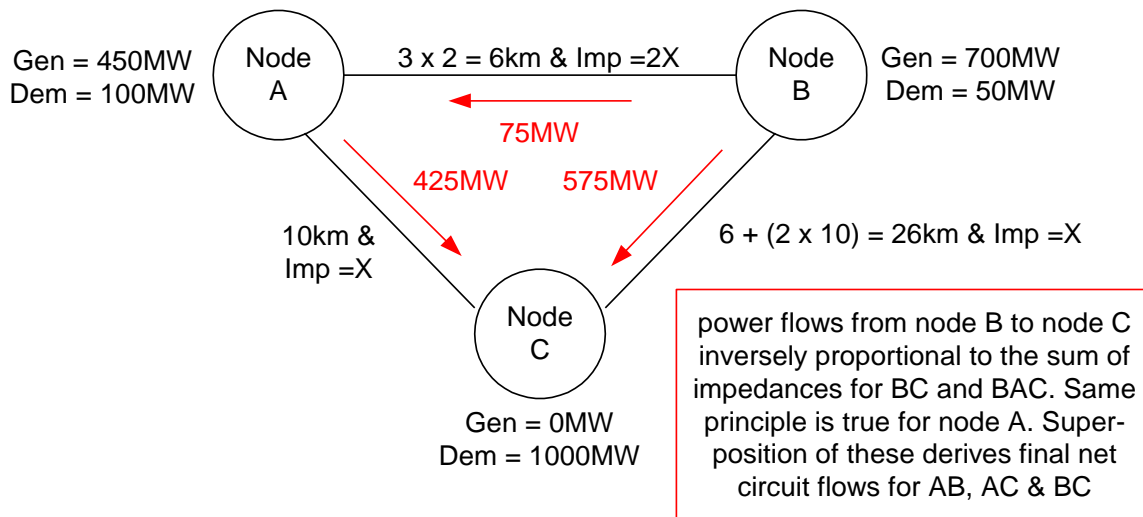 Node
A
Gen = 450MW
Dem = 100MW
3 x 2 = 6km & Imp =2X
Node
B
Gen = 700MW
Dem = 50MW
75MW
425MW
575MW
10km &
Imp =X
6 + (2 x 10) = 26km & Imp =X
Node
C
Gen = 0MW
Dem = 1000MW
power flows from node B to node C
inversely proportional to the sum of
impedances for BC and BAC. Same
principle is true for node A. Super-
position of these derives final net
circuit flows for AB, AC & BC